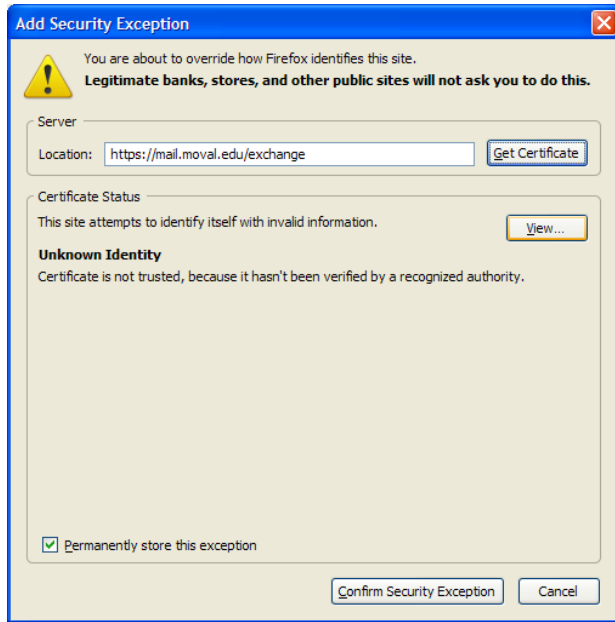 Add Security Exception
You are about to override how Firefox identifies this site.
Legitimate banks, stores, and other public sites will not ask you to do this.
Server
Location: https://mail.moval.edu/exchange Get Certificate
Certificate Status
This site attempts to identify itself with invalid information.
View...
Unknown Identity
Certificate is not trusted, because it hasn't been verified by a recognized authority.
Permanently store this exception
Confirm Security Exception Cancel